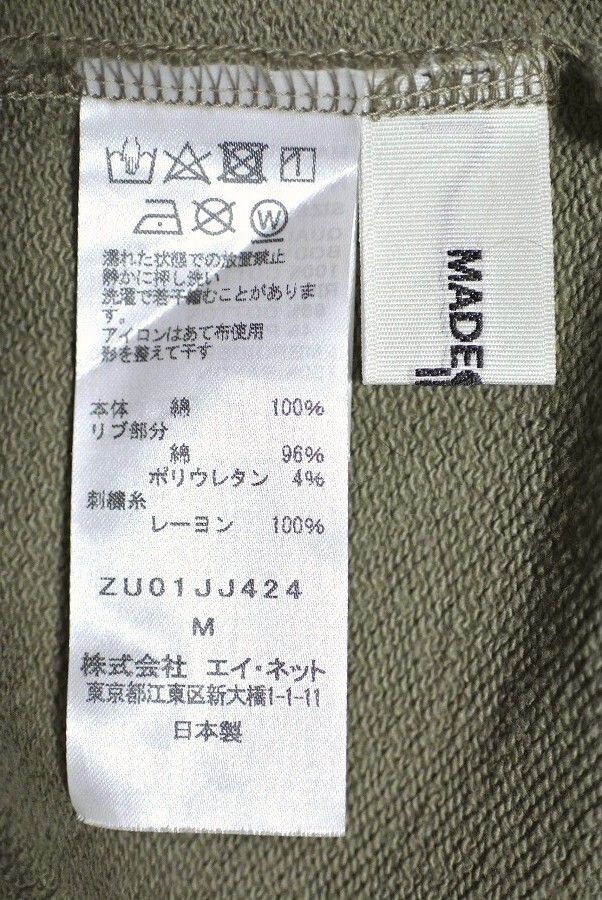 W
濡れた状態での放置禁止
静かに押し洗い
洗濯で若干縮むことがありま
す。
アイロンはあて布使用
形を整えて干す
本体 綿 100%
リブ部分
綿 96%
ポリウレタン 4%
刺繍糸
レーヨン 100%
ZU01JJ424
M
株式会社 エイ・ネット
東京都江東区新大橋1-1-11
日本製
MADE